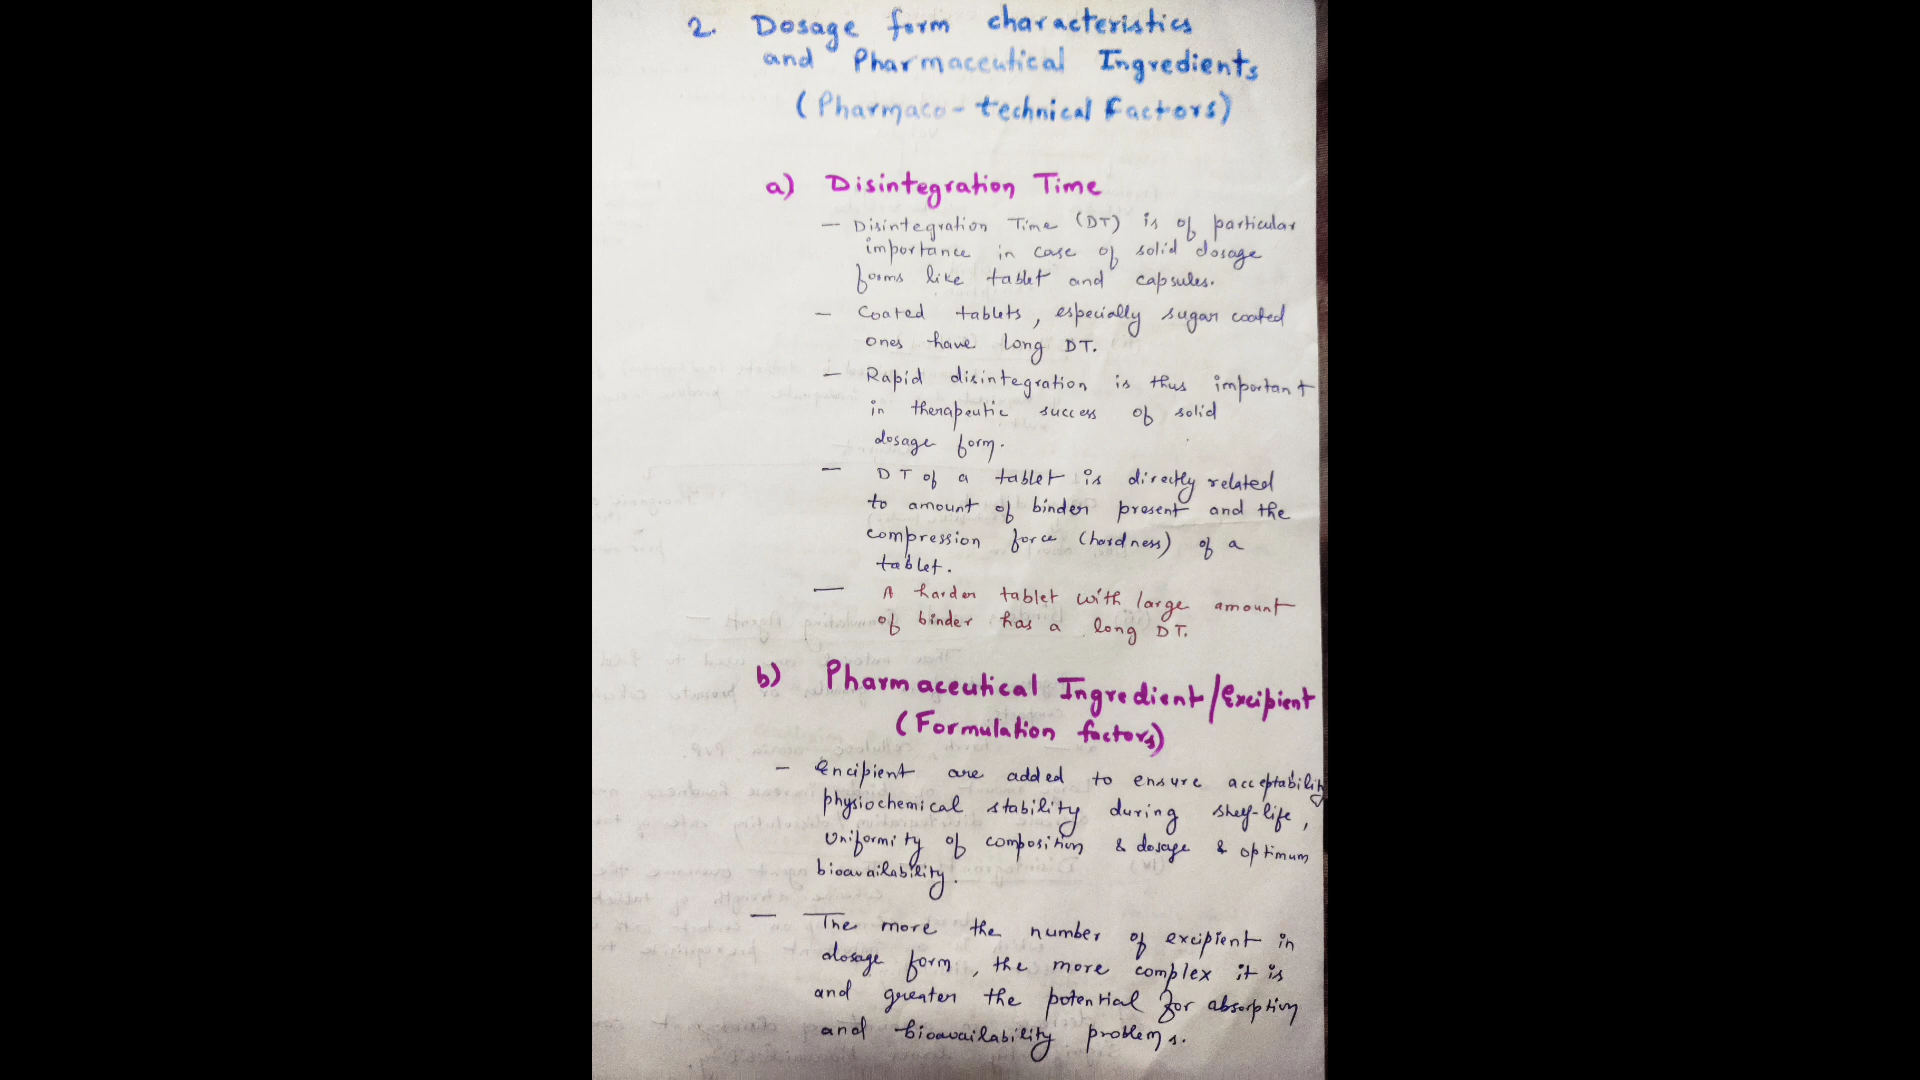 2. Dosage form characteristics
and Pharmaceutical Ingredients
(Pharmaco-technical Factors)
a) Disintegration Time
— Disintegration Time (DT) is of particular
importance in case of solid dosage
forms like tablet and capsules.
— Coated tablets, especially sugar coated
ones have long DT.
— Rapid disintegration is thus important
in therapeutic success of solid
dosage form.
— DT of a tablet is directly related
to amount of binder present and the
compression force (hardness) of a
tablet.
— A harder tablet with large amount
of binder has a long DT.
b) Pharmaceutical Ingredient/Excipient
(Formulation factors)
- Excipient are added to ensure acceptability
physiochemical stability during shelf-life,
Uniformity of composition & dosage & optimum
bioavailability.
— The more the number of excipient in
dosage form, the more complex it is
and greater the potential for absorption
and bioavailability problems.